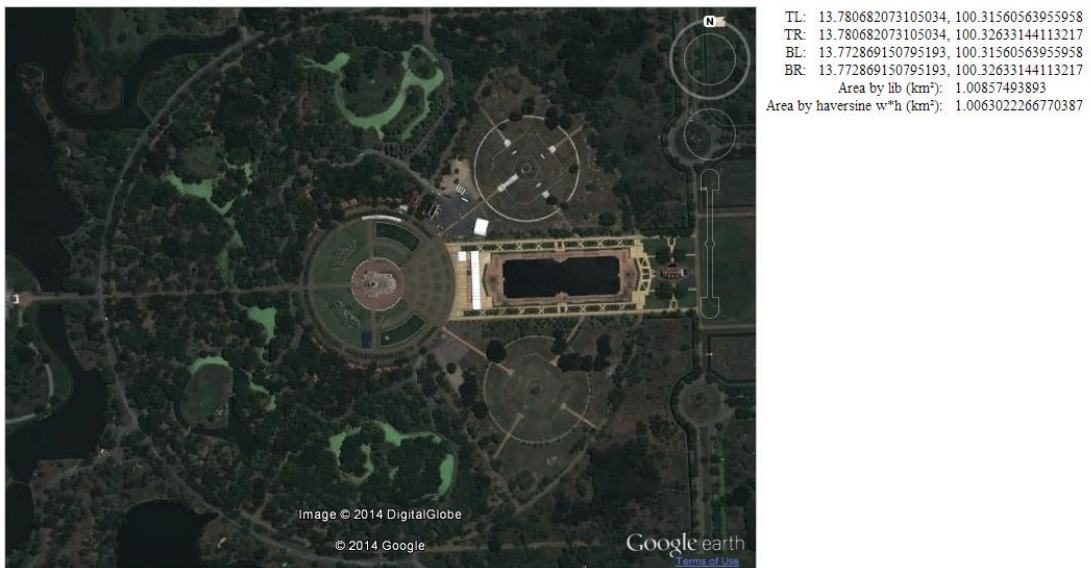 N
TL: 13.780682073105034, 100.31560563955958
TR: 13.780682073105034, 100.32633144113217
BL: 13.772869150795193, 100.31560563955958
BR: 13.772869150795193, 100.32633144113217
Area by lib (km²): 1.00857493893
Area by haversine w*h (km²): 1.0063022266770387
Image © 2014 DigitalGlobe
© 2014 Google
Google earth
Terms of Use